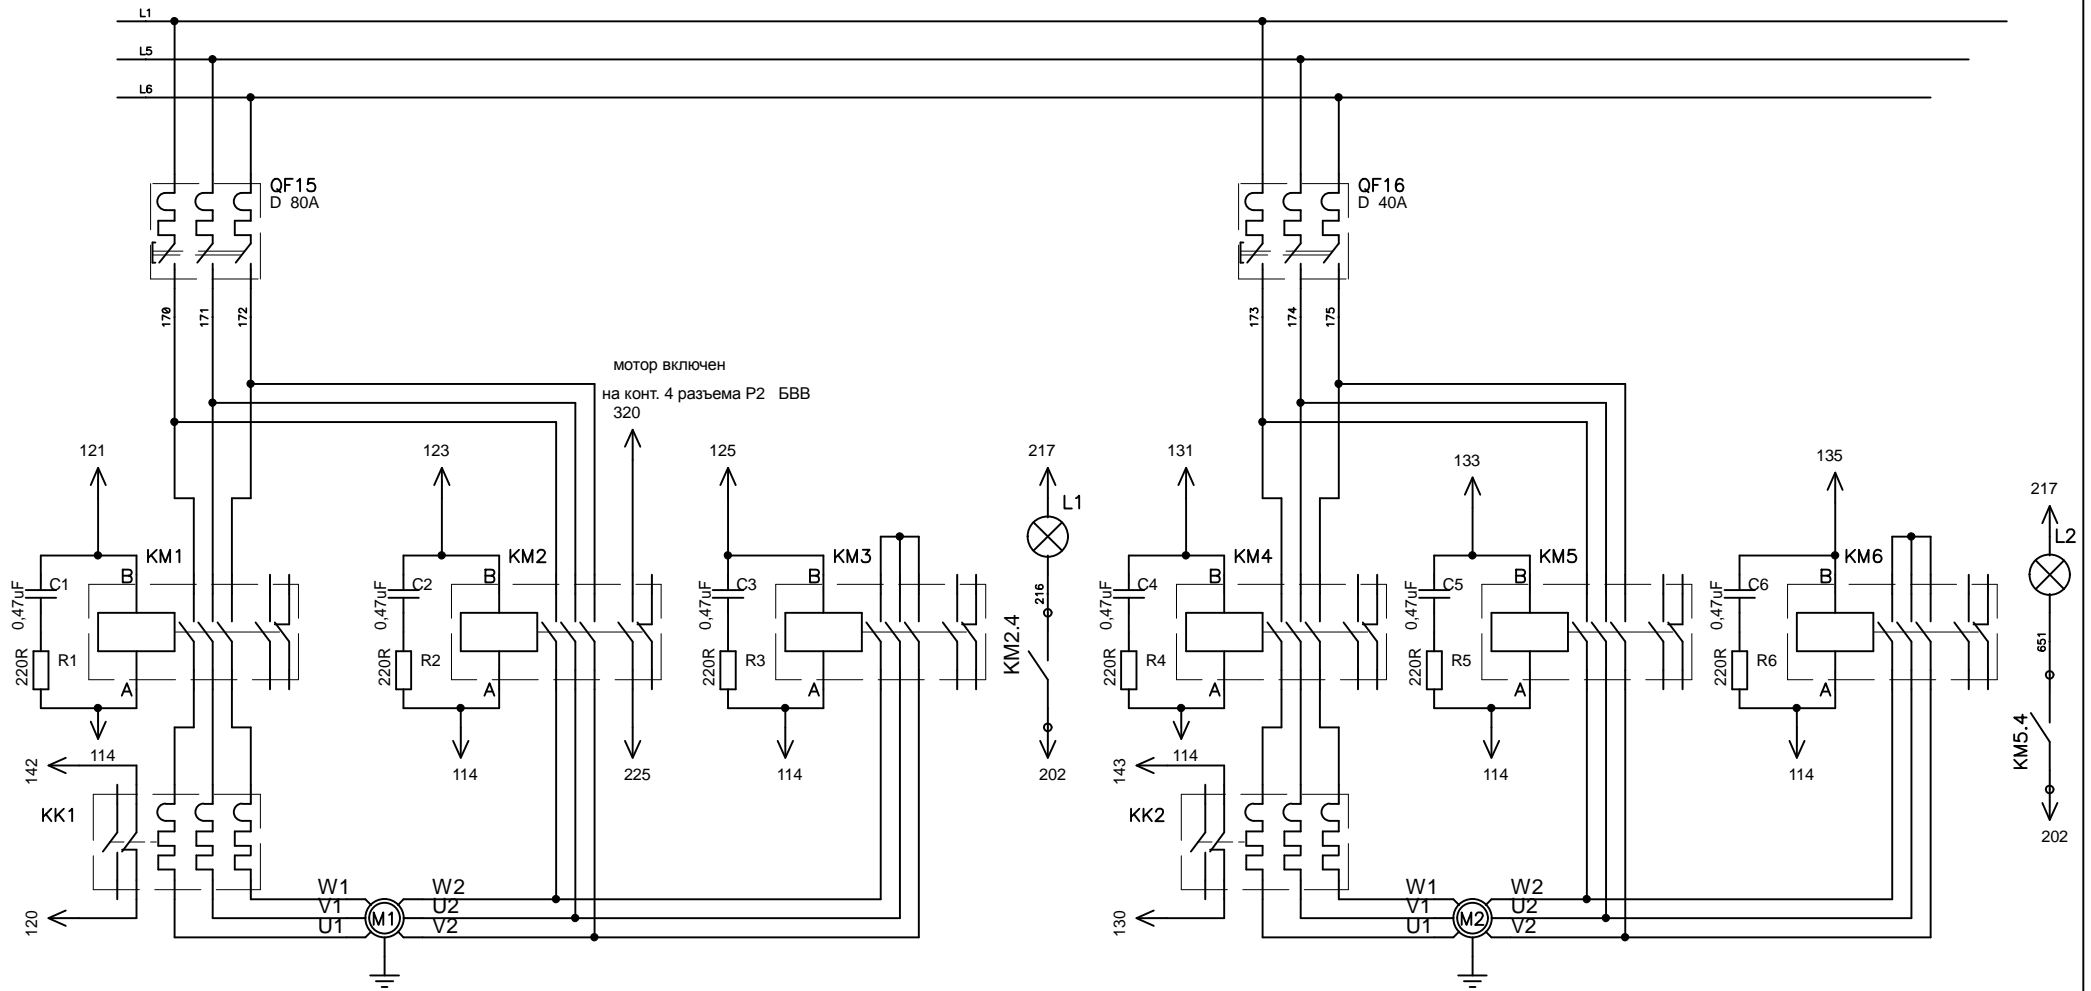 L1
L5
L6
QF15
D 80A
QF16
D 40A
170
171
172
173
174
175
мотор включен
на конт. 4 разъема P2 БВВ
320
121
123
125
217
131
133
135
217
L1
L2
KM1
KM2
KM3
KM4
KM5
KM6
B
B
B
B
B
B
C1
0,47uF
C2
0,47uF
C3
0,47uF
216
C4
0,47uF
C5
0,47uF
C6
0,47uF
KM2.4
651
220R
R1
220R
R2
220R
R3
220R
R4
220R
R5
220R
R6
A
A
A
A
A
A
KM5.4
142
114
114
225
114
202
143
114
114
114
202
KK1
KK2
W1
V1
U1
M1
W2
U2
V2
W1
V1
U1
M2
W2
U2
V2
120
130